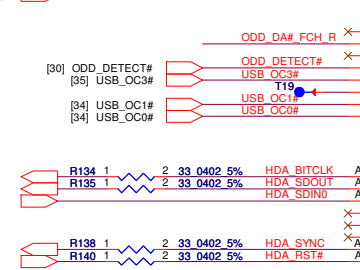 ODD_DA#_FCH_R
[30] ODD_DETECT# ODD_DETECT#
[35] USB_OC3# USB_OC3#
T19
[34] USB_OC1# USB_OC1#
[34] USB_OC0# USB_OC0#
R134 1 2 33_0402_5% HDA_BITCLK A
R135 1 2 33_0402_5% HDA_SDOUT A
HDA_SDIN0
R138 1 2 33_0402_5% HDA_SYNC A
R140 1 2 33_0402_5% HDA_RST# A